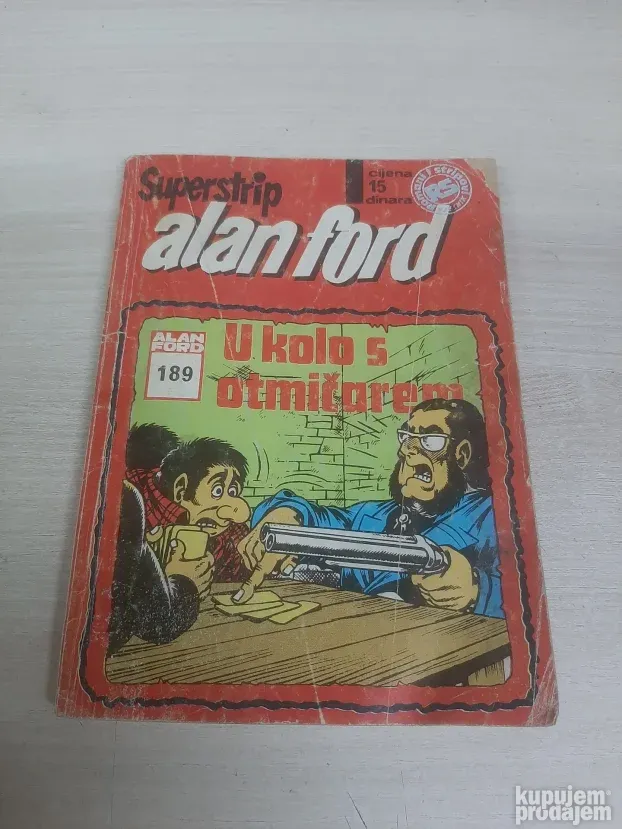 Superstrip
cijena
15
dinara
alan ford
ALAN
FORD
189
U kolo s
otmičarem
kupujem
prodajem